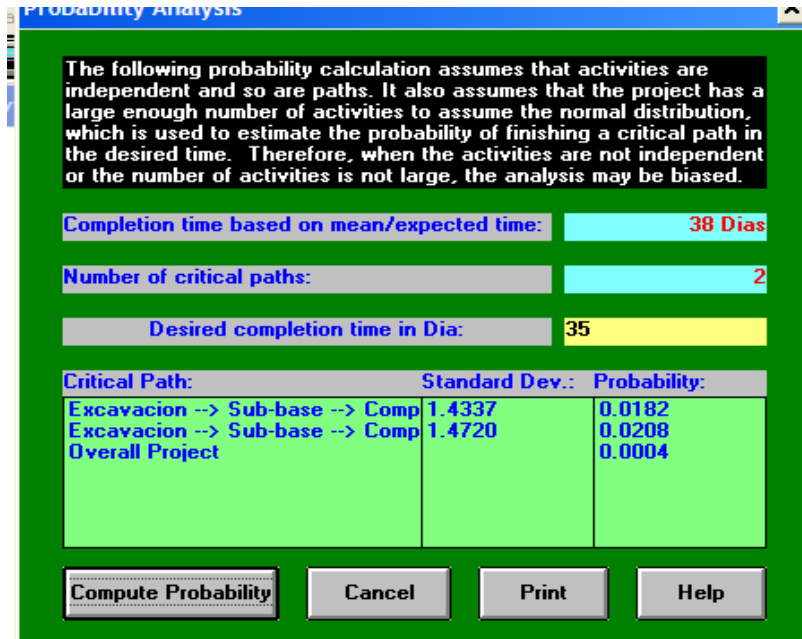 Probability Analysis
The following probability calculation assumes that activities are
independent and so are paths. It also assumes that the project has a
large enough number of activities to assume the normal distribution,
which is used to estimate the probability of finishing a critical path in
the desired time.  Therefore, when the activities are not independent
or the number of activities is not large, the analysis may be biased.
Completion time based on mean/expected time: 38 Dias
Number of critical paths: 2
Desired completion time in Dia: 35
Critical Path: Standard Dev.: Probability:
Excavacion --> Sub-base --> Comp 1.4337 0.0182
Excavacion --> Sub-base --> Comp 1.4720 0.0208
Overall Project 0.0004
Compute Probability Cancel Print Help